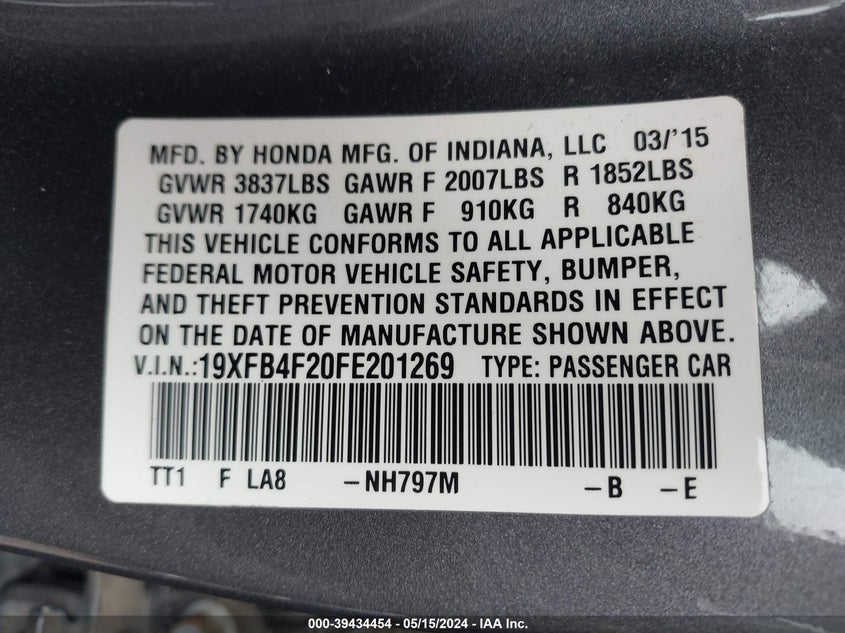 MFD. BY HONDA MFG. OF INDIANA, LLC 03/'15
GVWR 3837LBS GAWR F 2007LBS R 1852LBS
GVWR 1740KG GAWR F 910KG R 840KG
THIS VEHICLE CONFORMS TO ALL APPLICABLE
FEDERAL MOTOR VEHICLE SAFETY, BUMPER,
AND THEFT PREVENTION STANDARDS IN EFFECT
ON THE DATE OF MANUFACTURE SHOWN ABOVE.
V.I.N.:19XFB4F20FE201269 TYPE: PASSENGER CAR
TT1 F LA8 –NH797M –B –E
000-39434454 - 05/15/2024 - IAA Inc.